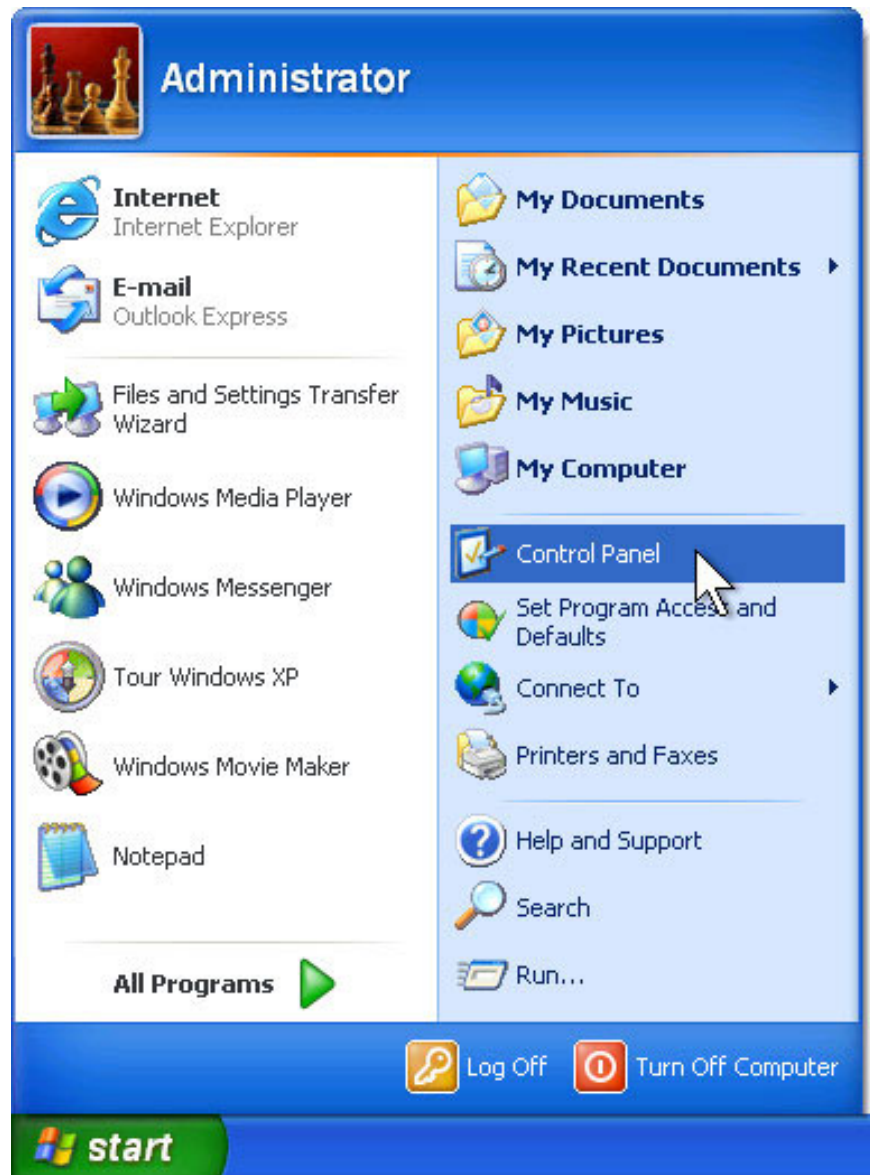 Administrator
Internet
Internet Explorer
E-mail
Outlook Express
Files and Settings Transfer
Wizard
Windows Media Player
Windows Messenger
Tour Windows XP
Windows Movie Maker
Notepad
All Programs
My Documents
My Recent Documents
My Pictures
My Music
My Computer
Control Panel
Set Program Access and
Defaults
Connect To
Printers and Faxes
Help and Support
Search
Run...
Log Off
Turn Off Computer
start